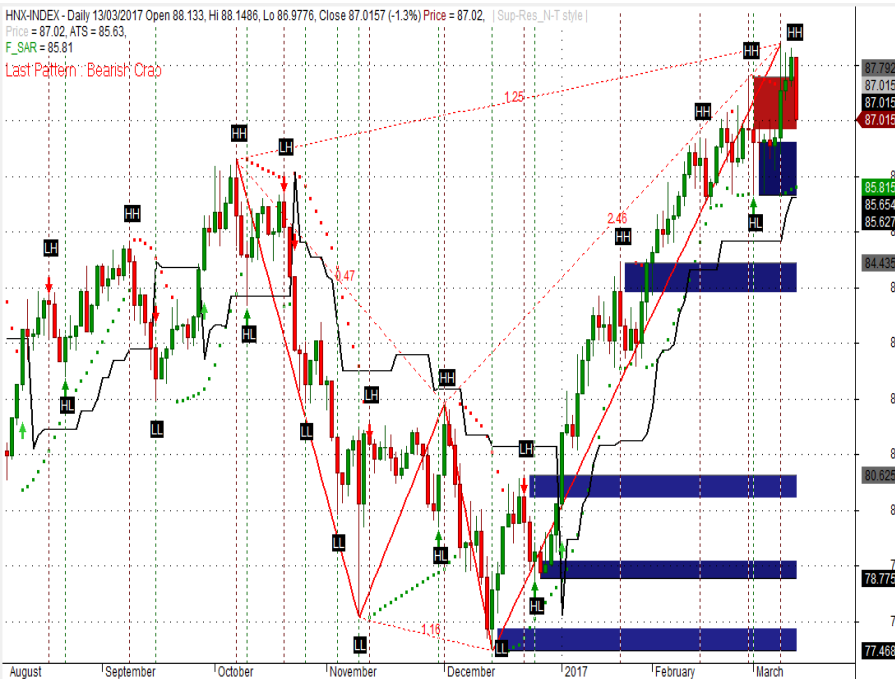 HNX-INDEX - Daily 13/03/2017 Open 88.133, Hi 88.1486, Lo 86.9776, Close 87.0157 (-1.3%) Price = 87.02, | Sup-Res_N-T style |
Price = 87.02, ATS = 85.63,
F_SAR = 85.81
Last Pattern : Bearish Crab
HH
HH
87.792
87.015
87.015
87.015
1.25
HH
HH
LH
85.815
85.654
85.627
HH
HL
2.46
HH
LH
84.435
0.47
HL
HH
LH
HL
LL
LL
LH
80.625
LL
HL
78.775
HL
1.16
LL
LL
77.468
August
September
October
November
December
2017
February
March